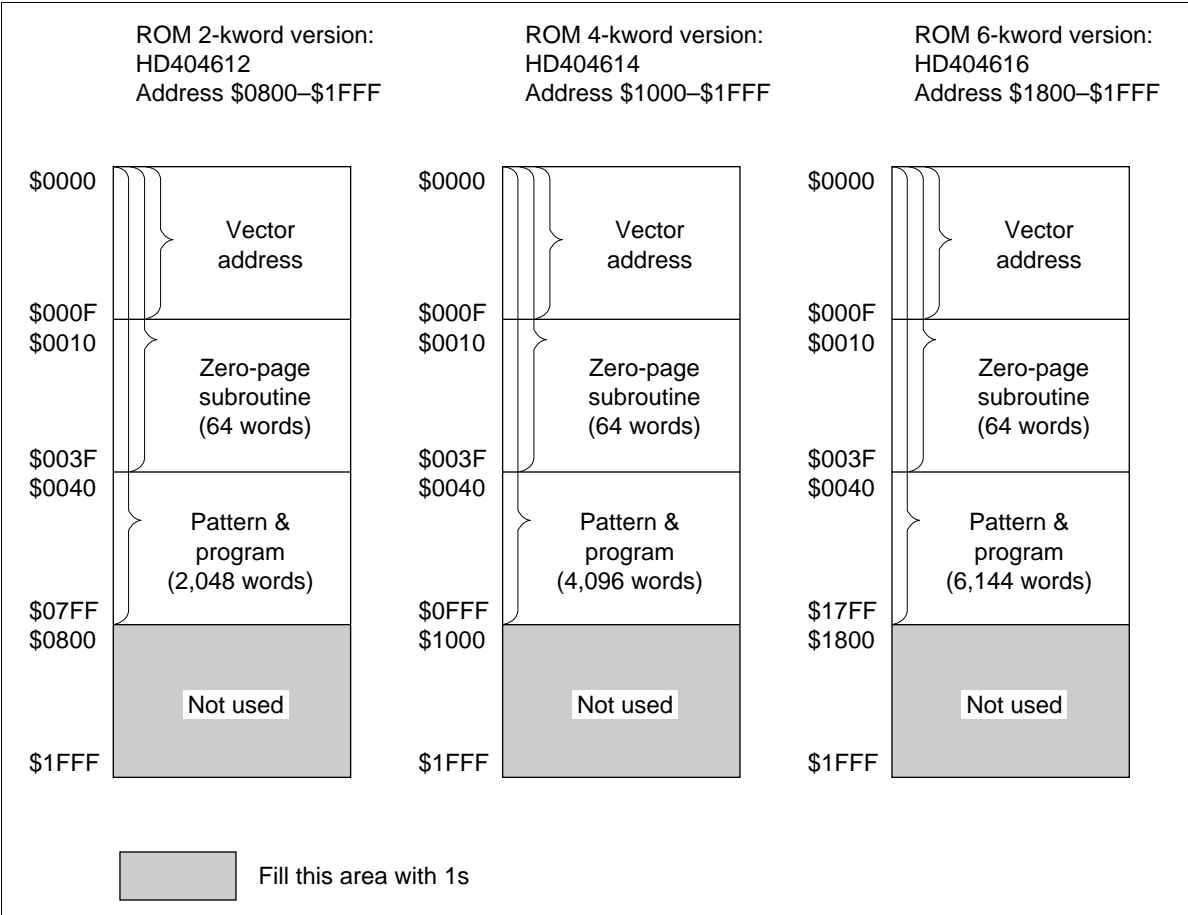 ROM 2-kword version:
HD404612
Address $0800–$1FFF
ROM 4-kword version:
HD404614
Address $1000–$1FFF
ROM 6-kword version:
HD404616
Address $1800–$1FFF
$0000
Vector
address
$000F
$0010
Zero-page
subroutine
(64 words)
$003F
$0040
Pattern &
program
(2,048 words)
$07FF
$0800
Not used
$1FFF
$0000
Vector
address
$000F
$0010
Zero-page
subroutine
(64 words)
$003F
$0040
Pattern &
program
(4,096 words)
$0FFF
$1000
Not used
$1FFF
$0000
Vector
address
$000F
$0010
Zero-page
subroutine
(64 words)
$003F
$0040
Pattern &
program
(6,144 words)
$17FF
$1800
Not used
$1FFF
Fill this area with 1s